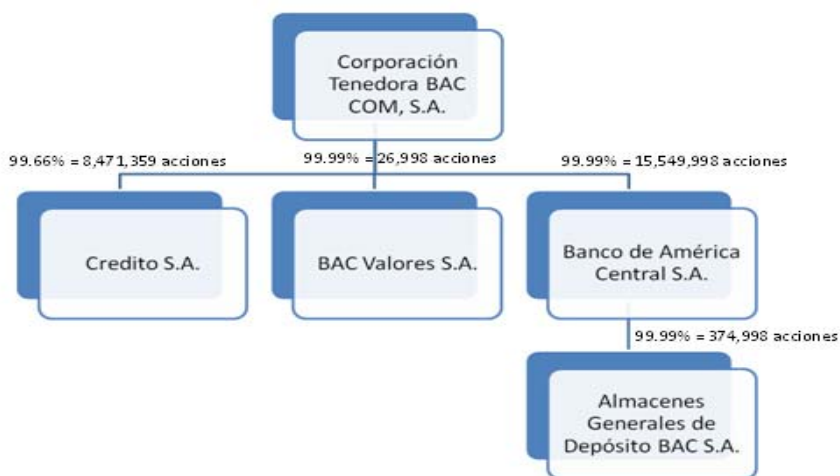 Corporación
Tenedora BAC
COM, S.A.
99.66% = 8,471,359 acciones
99.99% = 26,998 acciones
99.99% = 15,549,998 acciones
Credito S.A.
BAC Valores S.A.
Banco de América
Central S.A.
99.99% = 374,998 acciones
Almacenes
Generales de
Depósito BAC S.A.